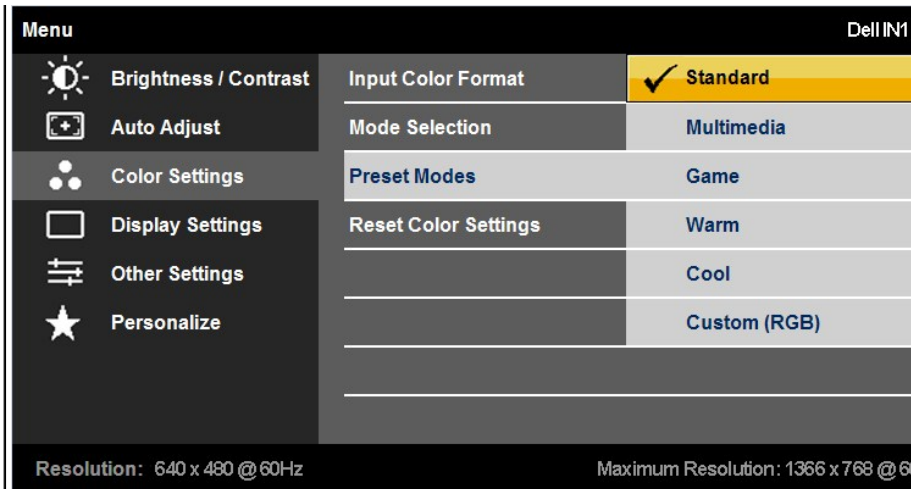 Menu
Dell IN1
Brightness / Contrast
Auto Adjust
Color Settings
Display Settings
Other Settings
Personalize
Input Color Format
Mode Selection
Preset Modes
Reset Color Settings
Standard
Multimedia
Game
Warm
Cool
Custom (RGB)
Resolution: 640 x 480 @ 60Hz
Maximum Resolution: 1366 x 768 @